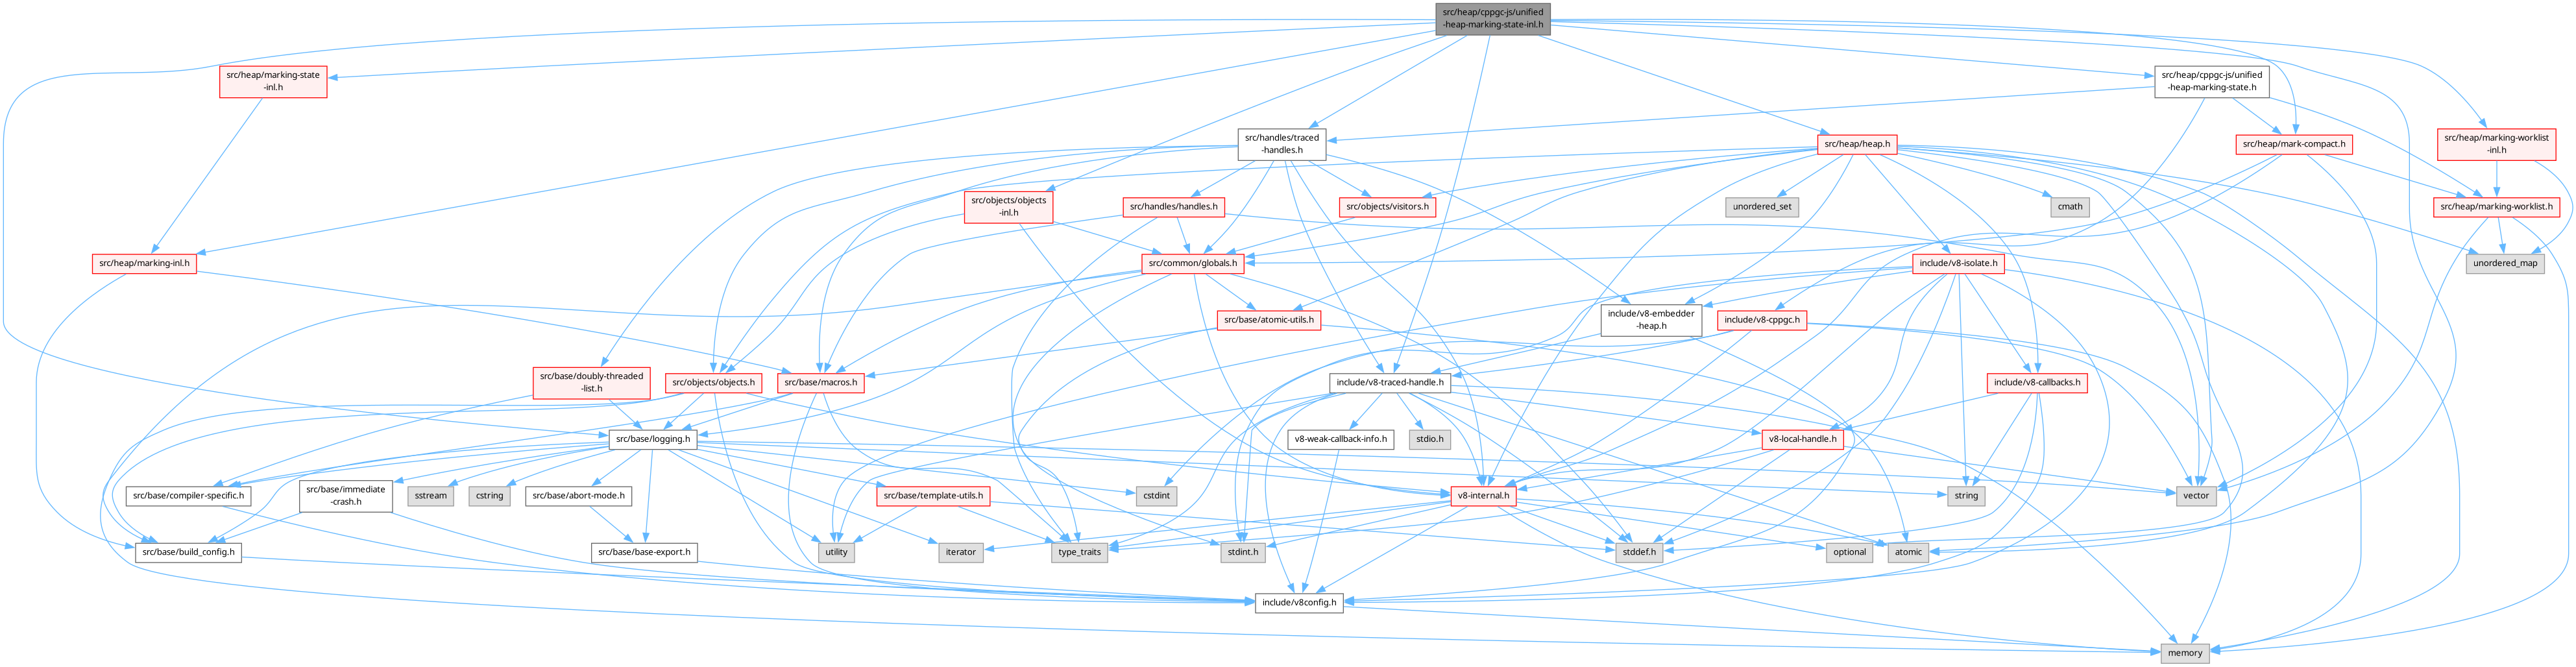 src/heap/cppgc-js/unified
-heap-marking-state-inl.h
src/heap/marking-state
-inl.h
src/heap/cppgc-js/unified
-heap-marking-state.h
src/handles/traced
-handles.h
src/heap/heap.h
src/heap/mark-compact.h
src/heap/marking-worklist
-inl.h
src/objects/objects
-inl.h
src/handles/handles.h
src/objects/visitors.h
unordered_set
cmath
src/heap/marking-worklist.h
src/heap/marking-inl.h
src/common/globals.h
include/v8-isolate.h
unordered_map
src/base/atomic-utils.h
include/v8-embedder
-heap.h
include/v8-cppgc.h
src/base/doubly-threaded
-list.h
src/objects/objects.h
src/base/macros.h
include/v8-traced-handle.h
include/v8-callbacks.h
src/base/logging.h
v8-weak-callback-info.h
stdio.h
v8-local-handle.h
src/base/compiler-specific.h
src/base/immediate
-crash.h
sstream
cstring
src/base/abort-mode.h
src/base/template-utils.h
cstdint
v8-internal.h
string
vector
src/base/build_config.h
src/base/base-export.h
utility
iterator
type_traits
stdint.h
stddef.h
optional
atomic
include/v8config.h
memory